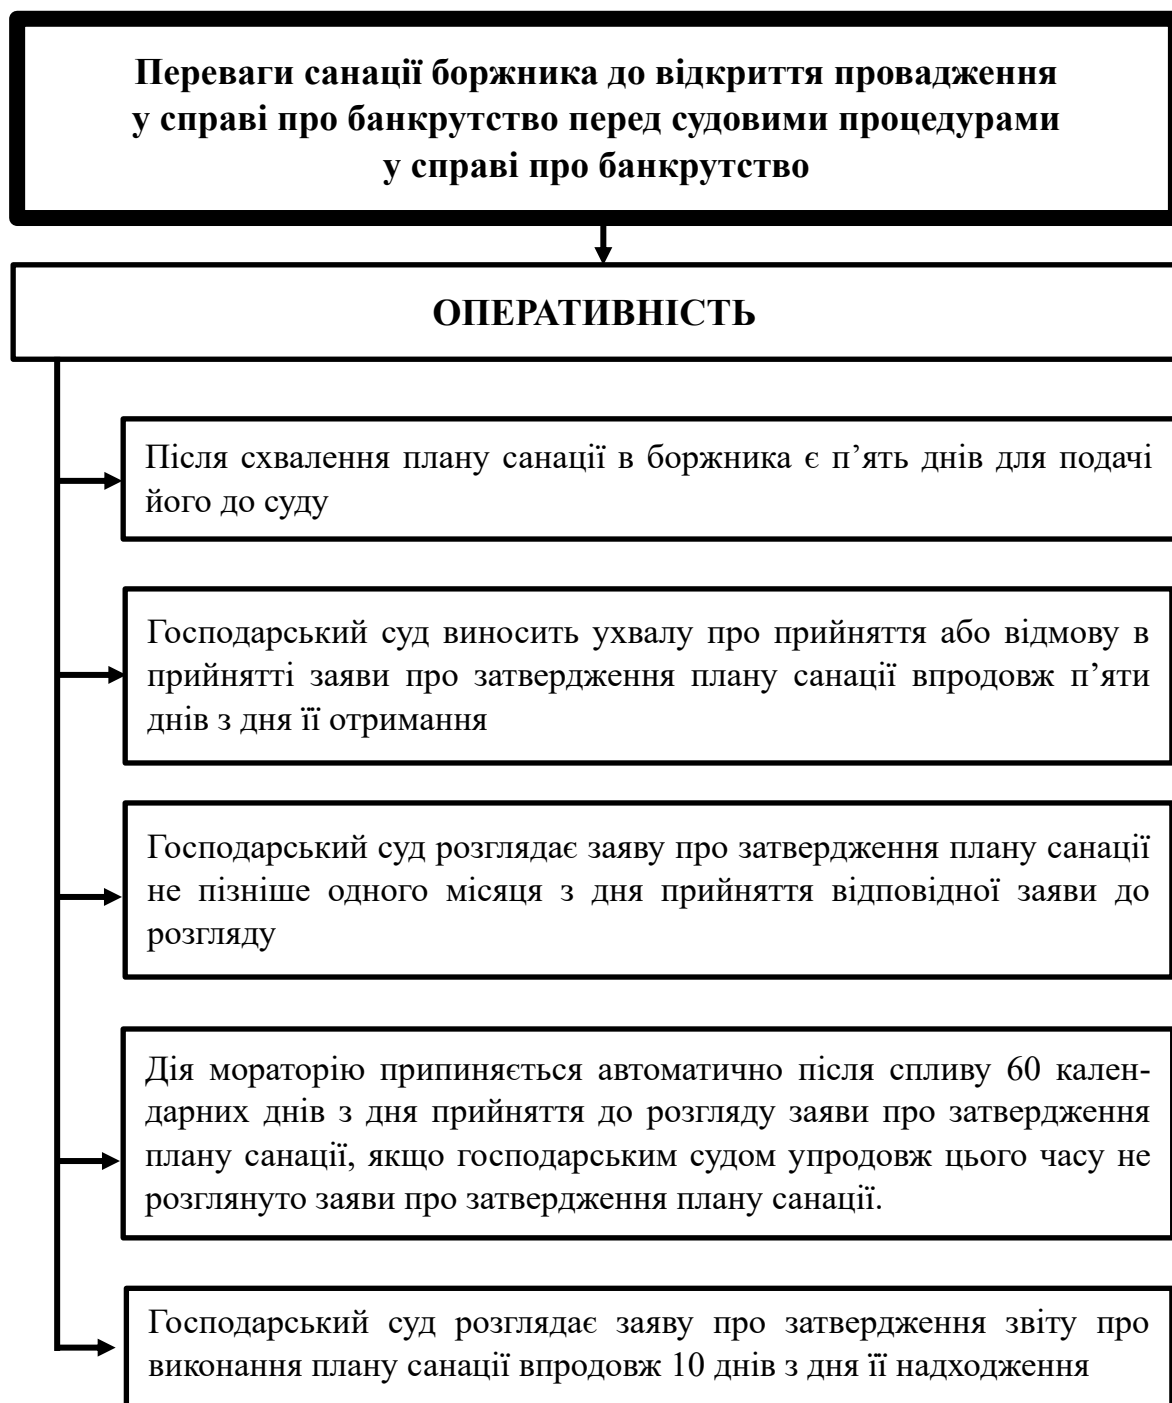 Переваги санації боржника до відкриття провадження
у справі про банкрутство перед судовими процедурами
у справі про банкрутство
ОПЕРАТИВНІСТЬ
Після схвалення плану санації в боржника є п’ять днів для подачі
його до суду
Господарський суд виносить ухвалу про прийняття або відмову в
прийнятті заяви про затвердження плану санації впродовж п’яти
днів з дня її отримання
Господарський суд розглядає заяву про затвердження плану санації
не пізніше одного місяця з дня прийняття відповідної заяви до
розгляду
Дія мораторію припиняється автоматично після спливу 60 кален-
дарних днів з дня прийняття до розгляду заяви про затвердження
плану санації, якщо господарським судом упродовж цього часу не
розглянуто заяви про затвердження плану санації.
Господарський суд розглядає заяву про затвердження звіту про
виконання плану санації впродовж 10 днів з дня її надходження